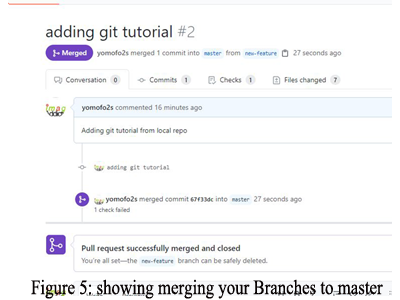 adding git tutorial #2
Merged yomofo2s merged 1 commit into master from new-feature 27 seconds ago
Conversation 0 Commits 1 Checks 1 Files changed 7
yomofo2s commented 16 minutes ago
Adding git tutorial from local repo
adding git tutorial
yomofo2s merged commit 67f33dc into master 27 seconds ago
1 check failed
Pull request successfully merged and closed
You're all set—the new-feature branch can be safely deleted.
Figure 5; showing merging your Branches to master